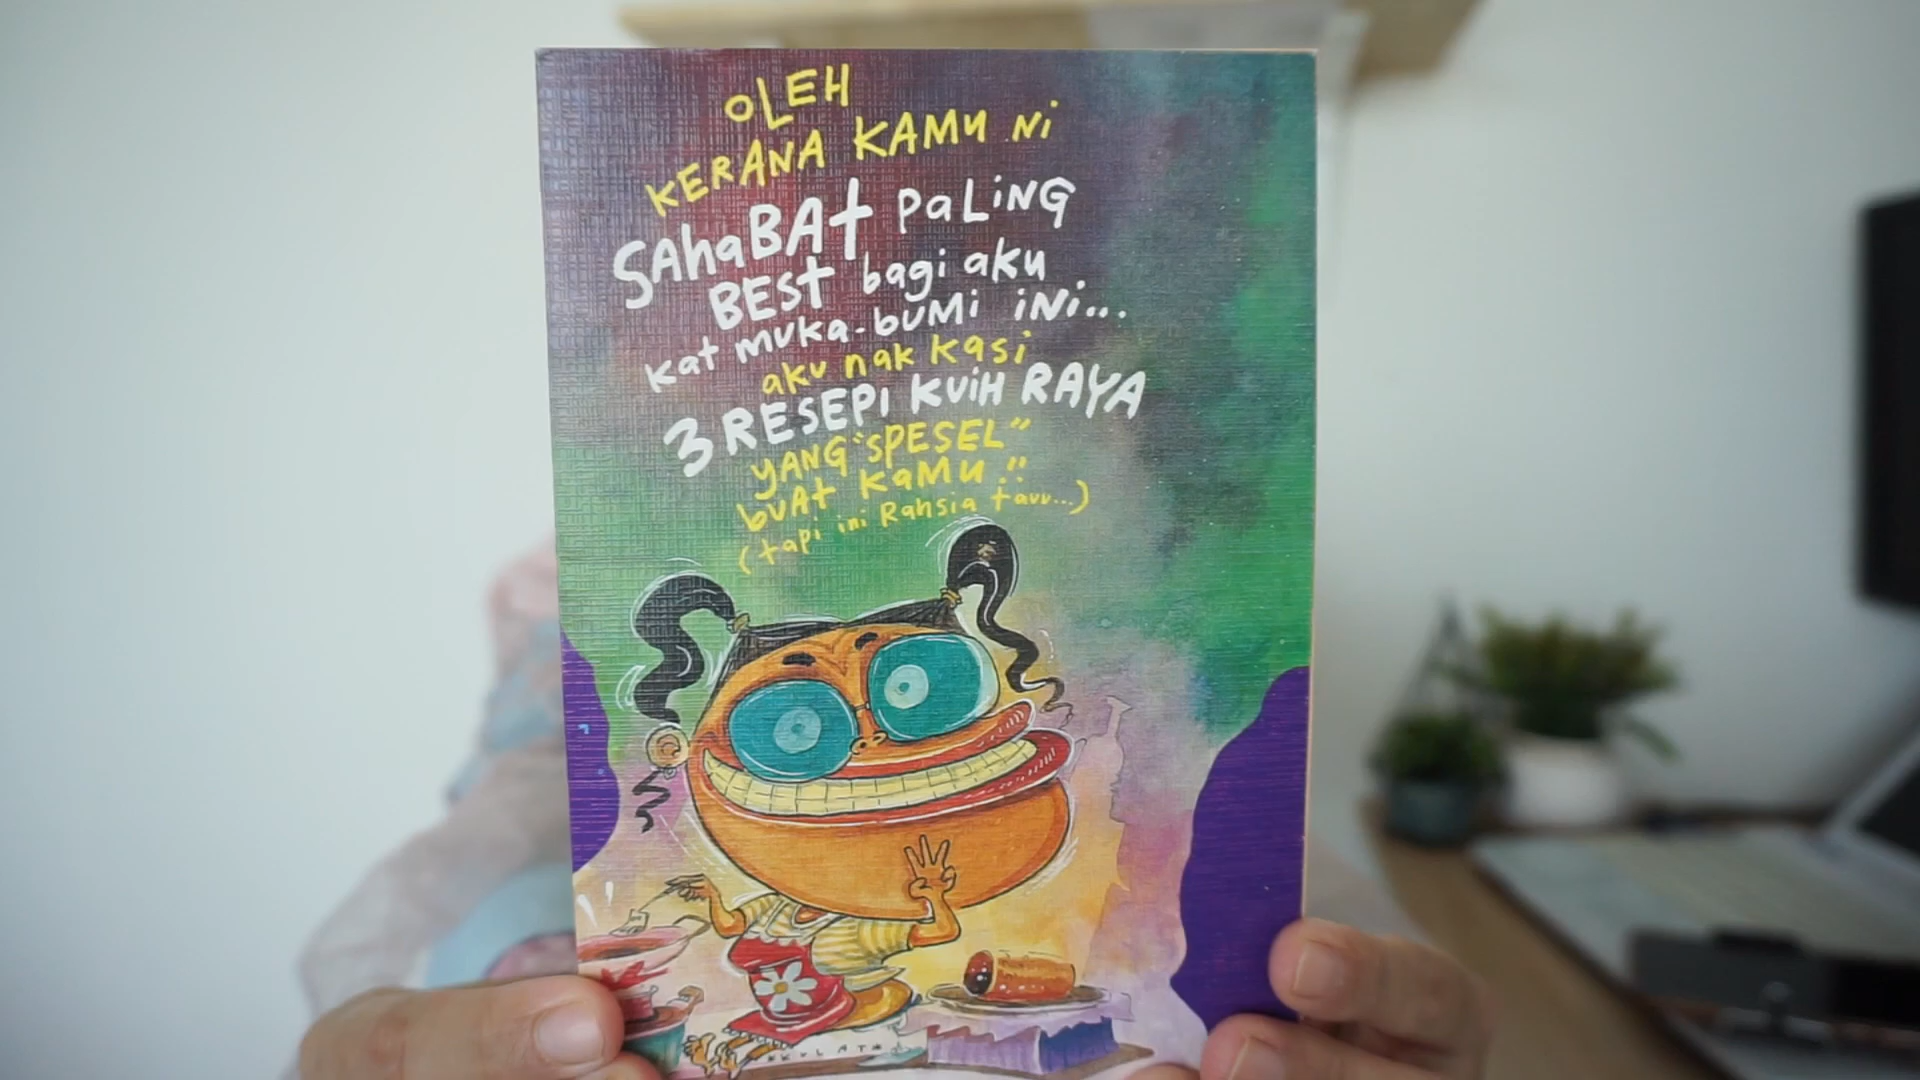 OLEH
KERANA KAMU Ni
SAhaBAt PaLiNG
BESt bagi aku
kat muka-bUMi iNi...
aku nak kasi
3 RESEPi KUiH RAYA
YANG "SPESEL"
bUAt KaMU!!
(tapi ini Rahsia tauu...)